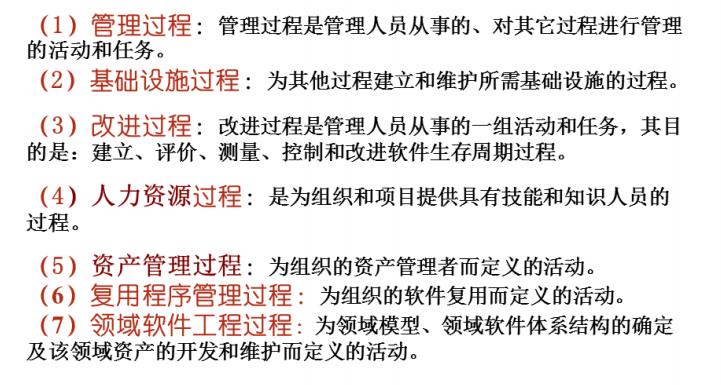 （1）管理过程：管理过程是管理人员从事的、对其它过程进行管理
的活动和任务。
（2）基础设施过程：为其他过程建立和维护所需基础设施的过程。
（3）改进过程：改进过程是管理人员从事的一组活动和任务，其目
的是：建立、评价、测量、控制和改进软件生存周期过程。
（4）人力资源过程：是为组织和项目提供具有技能和知识人员的
过程。
（5）资产管理过程：为组织的资产管理者而定义的活动。
（6）复用程序管理过程：为组织的软件复用而定义的活动。
（7）领域软件工程过程：为领域模型、领域软件体系结构的确定
及该领域资产的开发和维护而定义的活动。